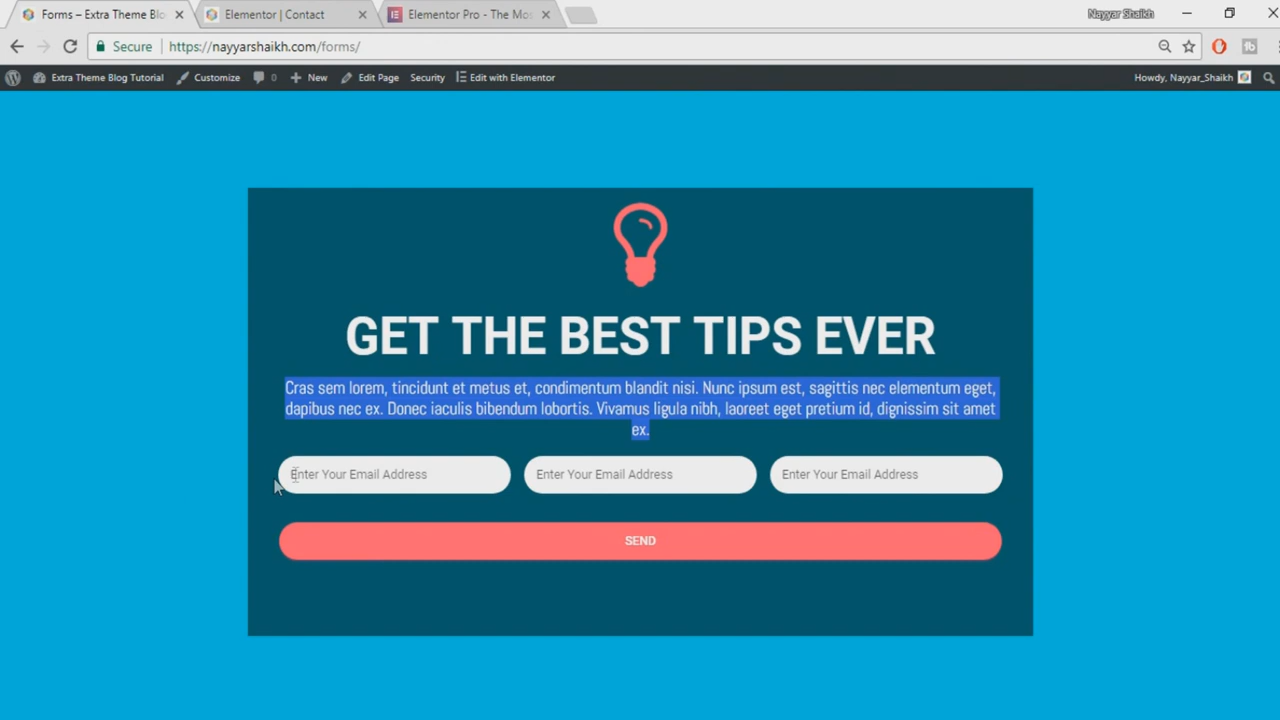 Forms – Extra Theme Blo
Elementor | Contact
Elementor Pro - The Mos
Nayyar Shaikh
Secure
https://nayyarshaikh.com/forms/
Extra Theme Blog Tutorial
Customize
0
New
Edit Page
Security
Edit with Elementor
Howdy, Nayyar_Shaikh
GET THE BEST TIPS EVER
Cras sem lorem, tincidunt et metus et, condimentum blandit nisi. Nunc ipsum est, sagittis nec elementum eget,
dapibus nec ex. Donec iaculis bibendum lobortis. Vivamus ligula nibh, laoreet eget pretium id, dignissim sit amet
ex.
Enter Your Email Address
Enter Your Email Address
Enter Your Email Address
SEND